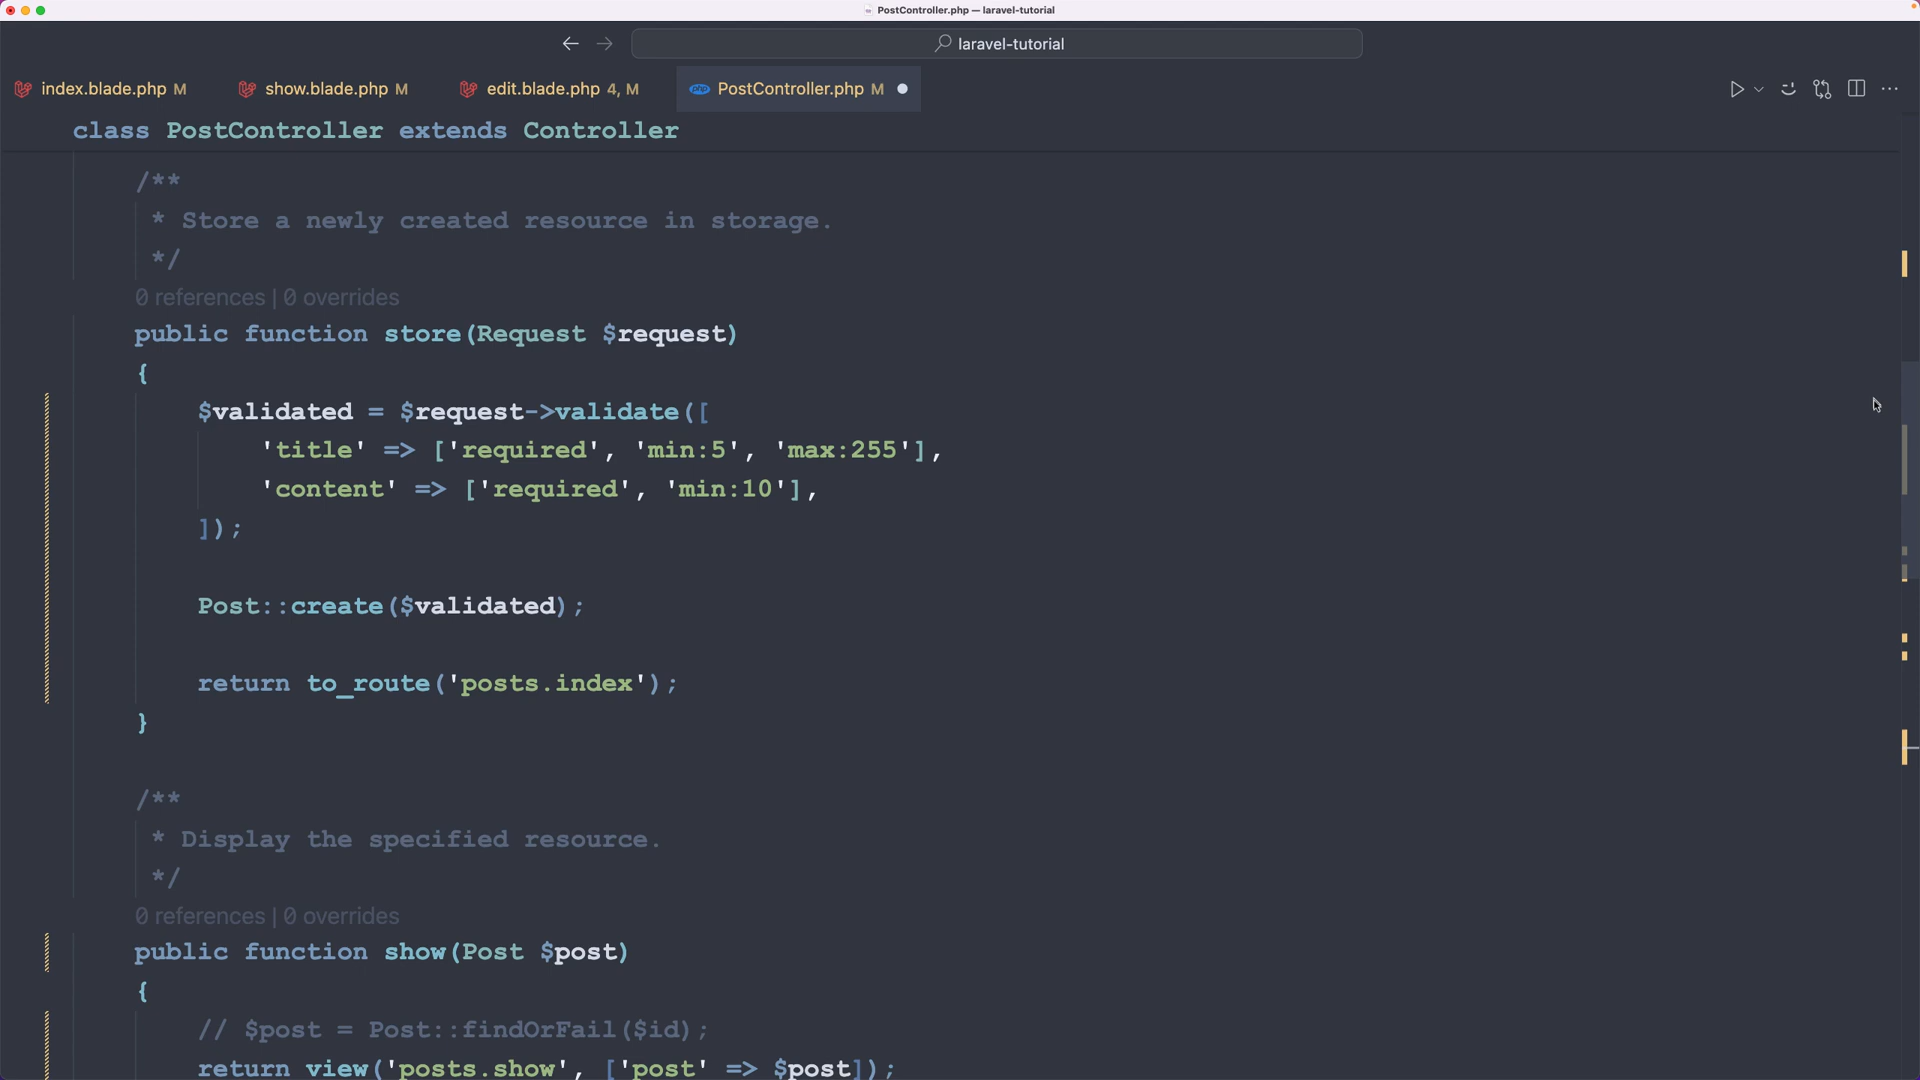 PostController.php — laravel-tutorial
laravel-tutorial
index.blade.php M
show.blade.php M
edit.blade.php 4, M
php PostController.php M
class PostController extends Controller
/**
* Store a newly created resource in storage.
*/
0 references | 0 overrides
public function store(Request $request)
{
$validated = $request->validate([
'title' => ['required', 'min:5', 'max:255'],
'content' => ['required', 'min:10'],
]);
Post::create($validated);
return to_route('posts.index');
}
/**
* Display the specified resource.
*/
0 references | 0 overrides
public function show(Post $post)
{
// $post = Post::findOrFail($id);
return view('posts.show', ['post' => $post]);